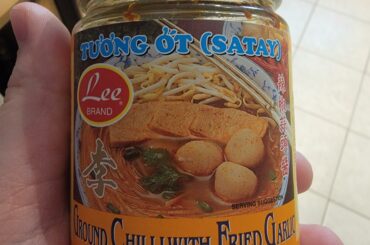 TƯƠNG ỚT (SATAY)
Lee
BRAND
李
SERVING SUGGESTION
GROUND CHILLI WITH FRIED GARLIC